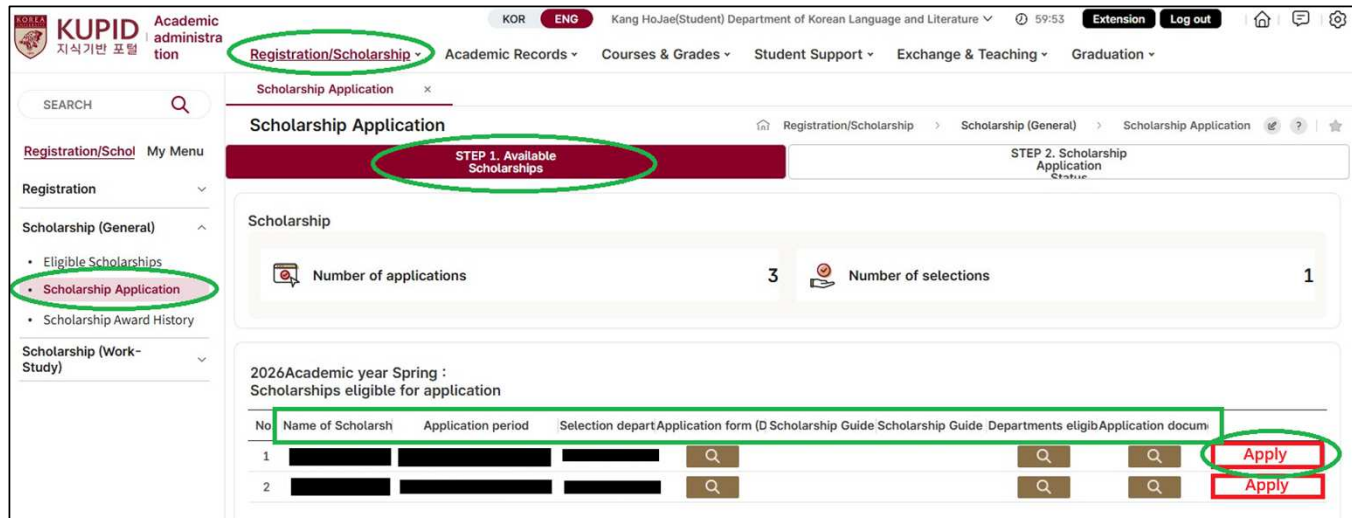 KOREA
KUPID
지식기반 포털
Academic
administra
tion
KOR ENG Kang HoJae(Student) Department of Korean Language and Literature 59:53 Extension Log out
Registration/Scholarship Academic Records Courses & Grades Student Support Exchange & Teaching Graduation
SEARCH
Registration/Schol My Menu
Registration
Scholarship (General)
• Eligible Scholarships
• Scholarship Application
• Scholarship Award History
Scholarship (Work-
Study)
Scholarship Application ×
Scholarship Application
Registration/Scholarship > Scholarship (General) > Scholarship Application ?
STEP 1. Available
Scholarships
STEP 2. Scholarship
Application
Status
Scholarship
Number of applications 3
Number of selections 1
2026Academic year Spring :
Scholarships eligible for application
No Name of Scholarsh Application period Selection depart Application form (D Scholarship Guide Scholarship Guide Departments eligib Application docum
1 Apply
2 Apply